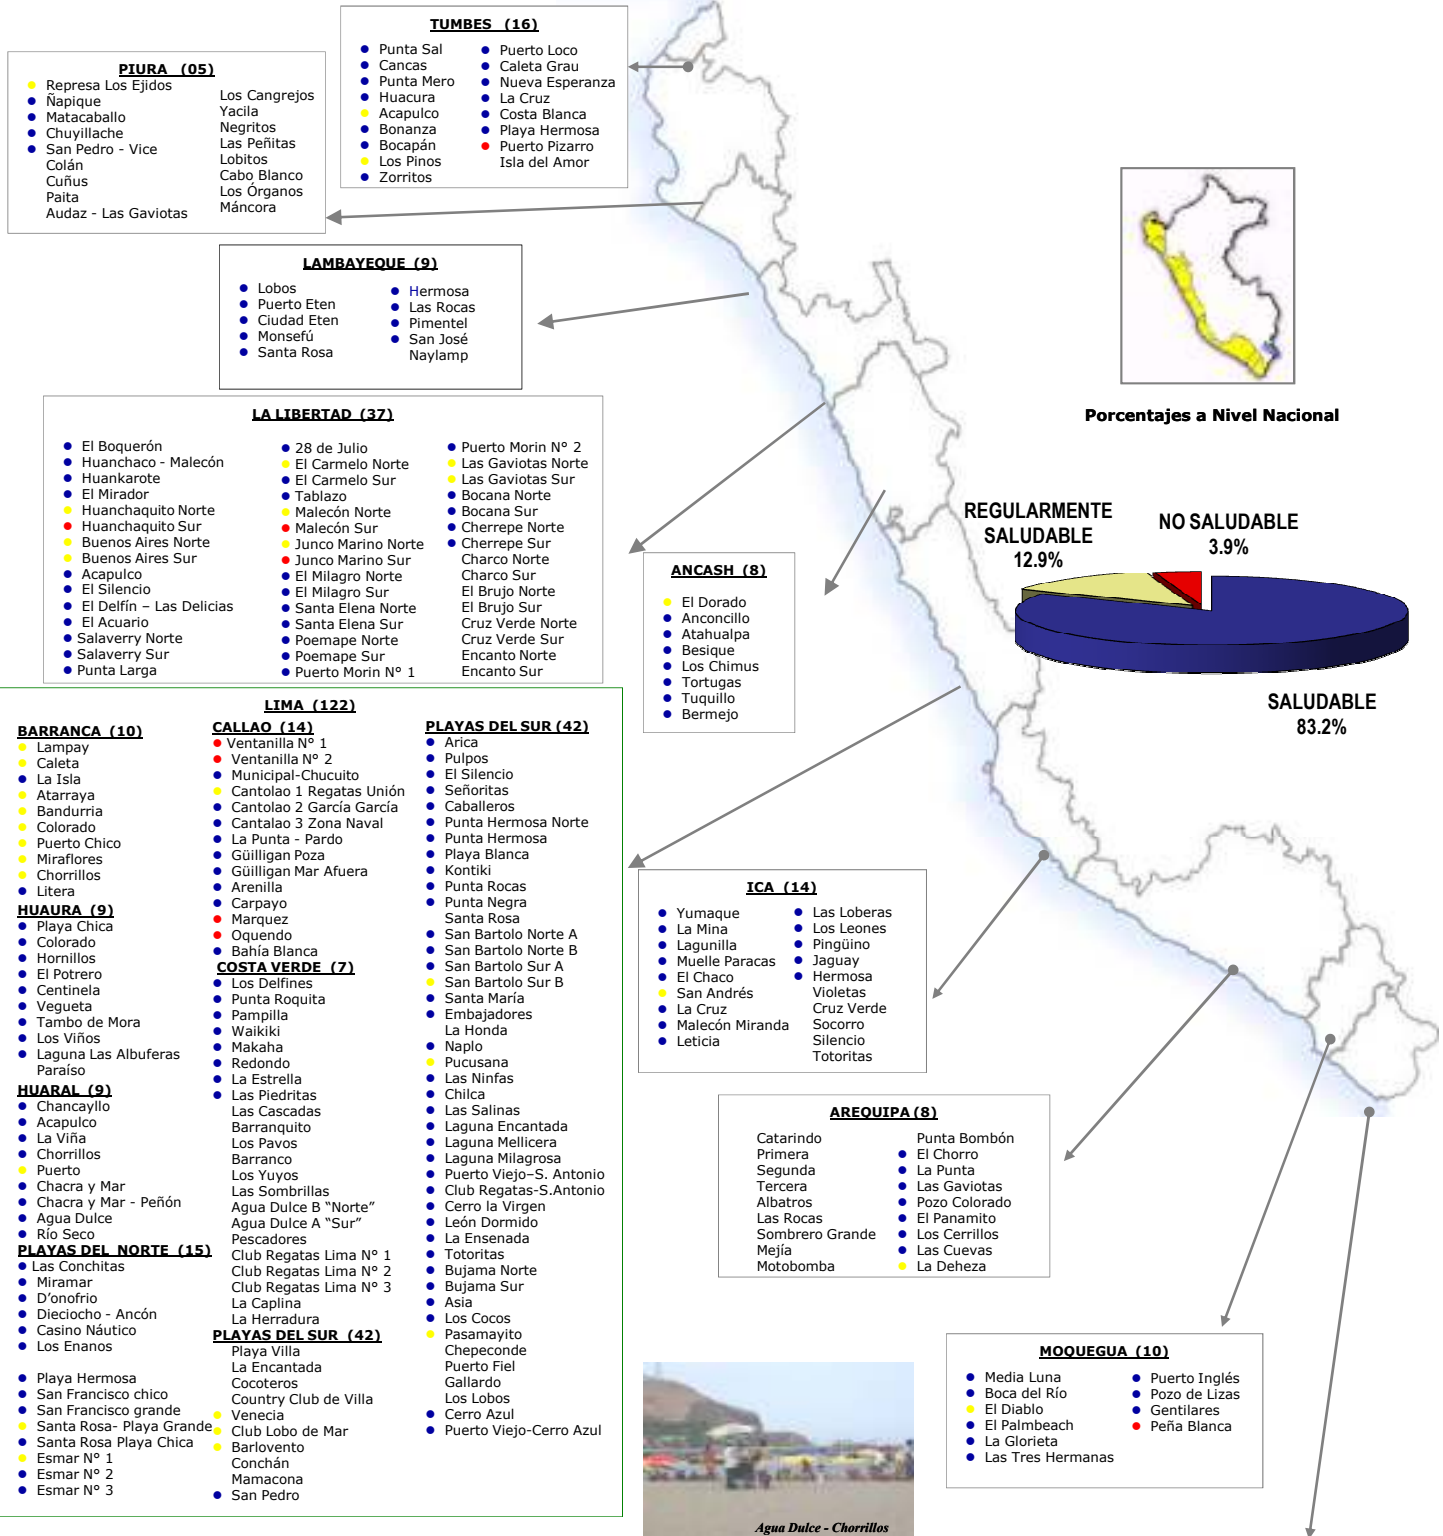 TUMBES (16)
Punta Sal
Cancas
Punta Mero
Huacura
Acapulco
Bonanza
Bocapán
Los Pinos
Zorritos
Puerto Loco
Caleta Grau
Nueva Esperanza
La Cruz
Costa Blanca
Playa Hermosa
Puerto Pizarro
Isla del Amor
PIURA (05)
Represa Los Ejidos
Ñapique
Matacaballo
Chuyillache
San Pedro - Vice
Colán
Cuñus
Paita
Audaz - Las Gaviotas
Los Cangrejos
Yacila
Negritos
Las Peñitas
Lobitos
Cabo Blanco
Los Órganos
Máncora
LAMBAYEQUE (9)
Lobos
Puerto Eten
Ciudad Eten
Monsefú
Santa Rosa
Hermosa
Las Rocas
Pimentel
San José
Naylamp
Porcentajes a Nivel Nacional
REGULARMENTE
SALUDABLE
12.9%
NO SALUDABLE
3.9%
SALUDABLE
83.2%
LA LIBERTAD (37)
El Boquerón
Huanchaco - Malecón
Huankarote
El Mirador
Huanchaquito Norte
Huanchaquito Sur
Buenos Aires Norte
Buenos Aires Sur
Acapulco
El Silencio
El Delfín – Las Delicias
El Acuario
Salaverry Norte
Salaverry Sur
Punta Larga
28 de Julio
El Carmelo Norte
El Carmelo Sur
Tablazo
Malecón Norte
Malecón Sur
Junco Marino Norte
Junco Marino Sur
El Milagro Norte
El Milagro Sur
Santa Elena Norte
Santa Elena Sur
Poemape Norte
Poemape Sur
Puerto Morin N° 1
Puerto Morin N° 2
Las Gaviotas Norte
Las Gaviotas Sur
Bocana Norte
Bocana Sur
Cherrepe Norte
Cherrepe Sur
Charco Norte
Charco Sur
El Brujo Norte
El Brujo Sur
Cruz Verde Norte
Cruz Verde Sur
Encanto Norte
Encanto Sur
ANCASH (8)
El Dorado
Anconcillo
Atahualpa
Besique
Los Chimus
Tortugas
Tuquillo
Bermejo
LIMA (122)
BARRANCA (10)
Lampay
Caleta
La Isla
Atarraya
Bandurria
Colorado
Puerto Chico
Miraflores
Chorrillos
Litera
HUAURA (9)
Playa Chica
Colorado
Hornillos
El Potrero
Centinela
Vegueta
Tambo de Mora
Los Viños
Laguna Las Albuferas
Paraíso
HUARAL (9)
Chancayllo
Acapulco
La Viña
Chorrillos
Puerto
Chacra y Mar
Chacra y Mar - Peñón
Agua Dulce
Río Seco
PLAYAS DEL NORTE (15)
Las Conchitas
Miramar
D'onofrio
Dieciocho - Ancón
Casino Náutico
Los Enanos
Playa Hermosa
San Francisco chico
San Francisco grande
Santa Rosa- Playa Grande
Santa Rosa Playa Chica
Esmar N° 1
Esmar N° 2
Esmar N° 3
CALLAO (14)
Ventanilla N° 1
Ventanilla N° 2
Municipal-Chucuito
Cantolao 1 Regatas Unión
Cantolao 2 García García
Cantalao 3 Zona Naval
La Punta - Pardo
Güilligan Poza
Güilligan Mar Afuera
Arenilla
Carpayo
Marquez
Oquendo
Bahía Blanca
COSTA VERDE (7)
Los Delfines
Punta Roquita
Pampilla
Waikiki
Makaha
Redondo
La Estrella
Las Piedritas
Las Cascadas
Barranquito
Los Pavos
Barranco
Los Yuyos
Las Sombrillas
Agua Dulce B “Norte”
Agua Dulce A “Sur”
Pescadores
Club Regatas Lima N° 1
Club Regatas Lima N° 2
Club Regatas Lima N° 3
La Caplina
La Herradura
PLAYAS DEL SUR (42)
Playa Villa
La Encantada
Cocoteros
Country Club de Villa
Venecia
Club Lobo de Mar
Barlovento
Conchán
Mamacona
San Pedro
PLAYAS DEL SUR (42)
Arica
Pulpos
El Silencio
Señoritas
Caballeros
Punta Hermosa Norte
Punta Hermosa
Playa Blanca
Kontiki
Punta Rocas
Punta Negra
Santa Rosa
San Bartolo Norte A
San Bartolo Norte B
San Bartolo Sur A
San Bartolo Sur B
Santa María
Embajadores
La Honda
Naplo
Pucusana
Las Ninfas
Chilca
Las Salinas
Laguna Encantada
Laguna Mellicera
Laguna Milagrosa
Puerto Viejo–S. Antonio
Club Regatas-S.Antonio
Cerro la Virgen
León Dormido
La Ensenada
Totoritas
Bujama Norte
Bujama Sur
Asia
Los Cocos
Pasamayito
Chepeconde
Puerto Fiel
Gallardo
Los Lobos
Cerro Azul
Puerto Viejo-Cerro Azul
ICA (14)
Yumaque
La Mina
Lagunilla
Muelle Paracas
El Chaco
San Andrés
La Cruz
Malecón Miranda
Leticia
Las Loberas
Los Leones
Pingüino
Jaguay
Hermosa
Violetas
Cruz Verde
Socorro
Silencio
Totoritas
AREQUIPA (8)
Catarindo
Primera
Segunda
Tercera
Albatros
Las Rocas
Sombrero Grande
Mejía
Motobomba
Punta Bombón
El Chorro
La Punta
Las Gaviotas
Pozo Colorado
El Panamito
Los Cerrillos
Las Cuevas
La Deheza
MOQUEGUA (10)
Media Luna
Boca del Río
El Diablo
El Palmbeach
La Glorieta
Las Tres Hermanas
Puerto Inglés
Pozo de Lizas
Gentilares
Peña Blanca
Agua Dulce - Chorrillos